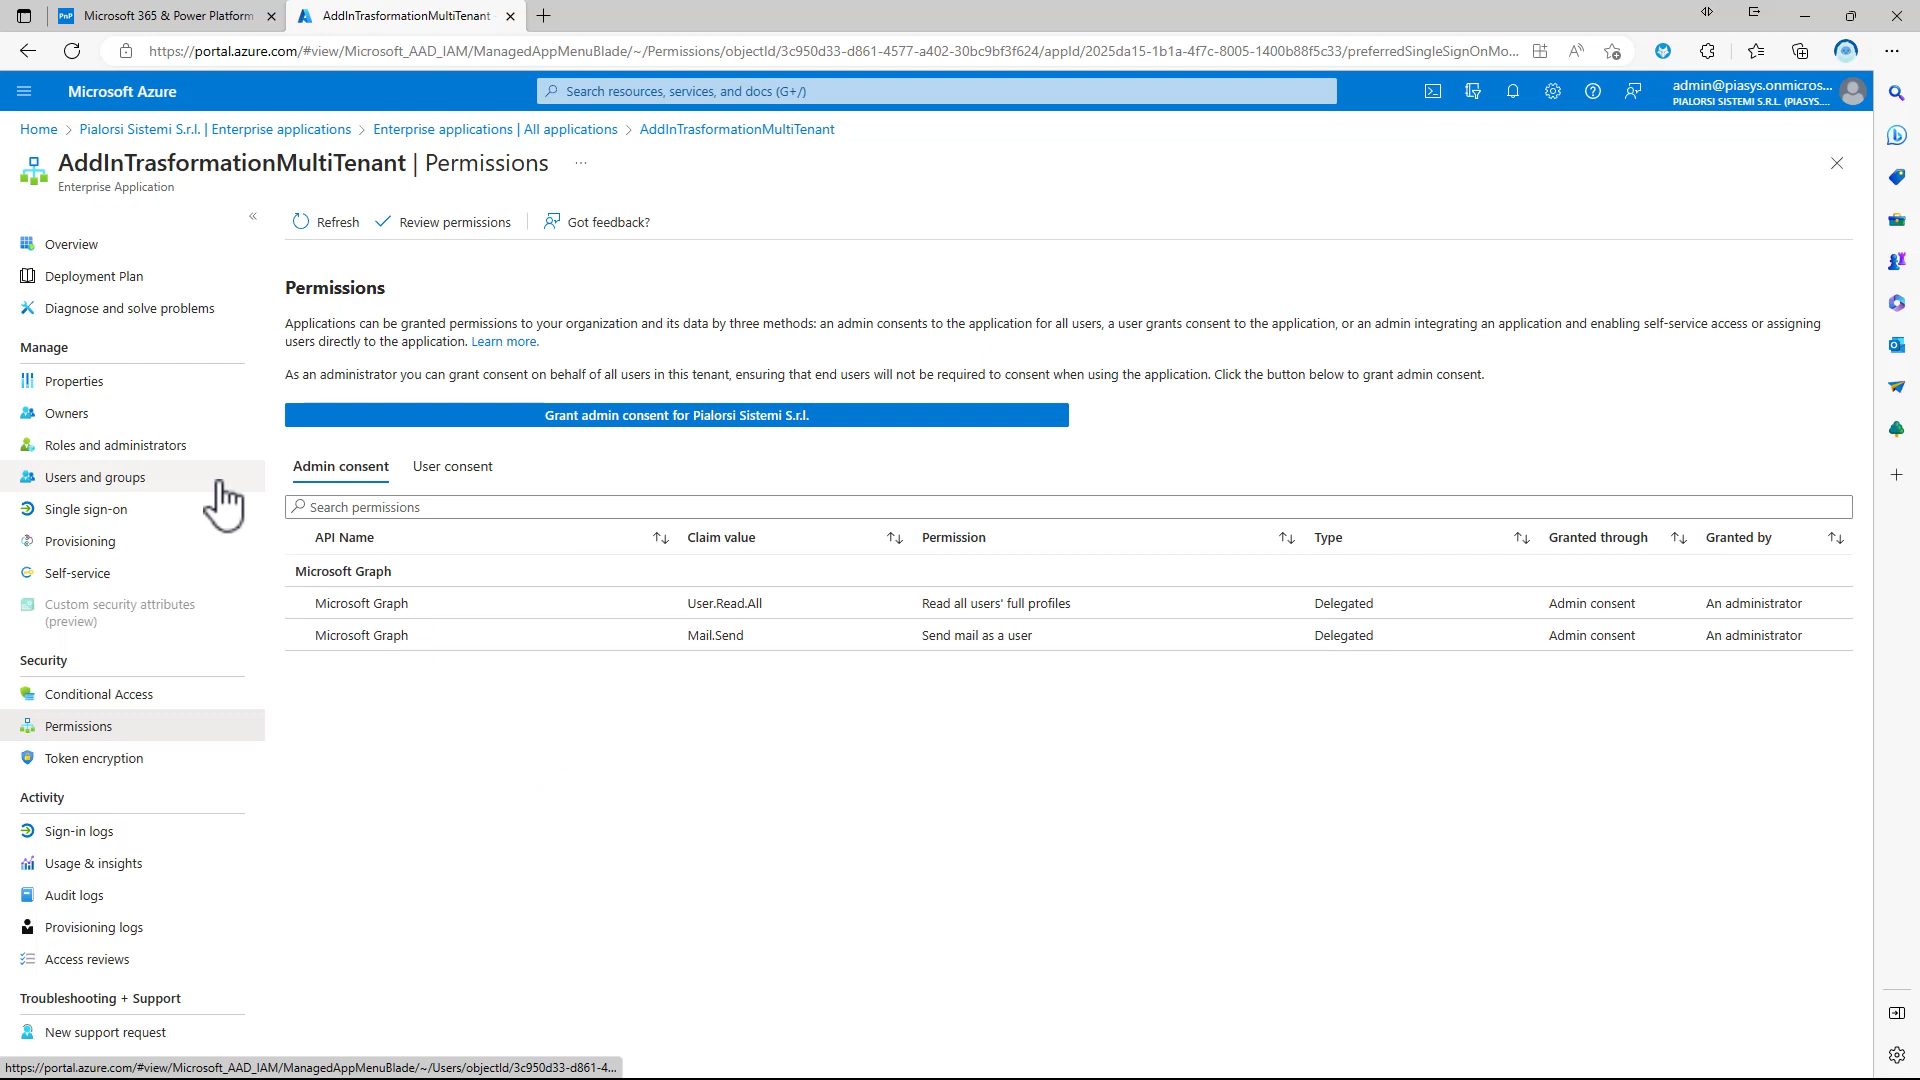 Microsoft 365 & Power Platform
AddInTrasformationMultiTenant
https://portal.azure.com/#view/Microsoft_AAD_IAM/ManagedAppMenuBlade/~/Permissions/objectId/3c950d33-d861-4577-a402-30bc9bf3f624/appId/2025da15-1b1a-4f7c-8005-1400b88f5c33/preferredSingleSignOnMo...
Microsoft Azure
Search resources, services, and docs (G+/)
admin@piasys.onmicros...
PIALORSI SISTEMI S.R.L. (PIASYS....
Home > Pialorsi Sistemi S.r.l. | Enterprise applications > Enterprise applications | All applications > AddInTrasformationMultiTenant
AddInTrasformationMultiTenant | Permissions ...
Enterprise Application
«
Refresh
Review permissions
Got feedback?
Overview
Deployment Plan
Diagnose and solve problems
Manage
Properties
Owners
Roles and administrators
Users and groups
Single sign-on
Provisioning
Self-service
Custom security attributes
(preview)
Security
Conditional Access
Permissions
Token encryption
Activity
Sign-in logs
Usage & insights
Audit logs
Provisioning logs
Access reviews
Troubleshooting + Support
New support request
Permissions
Applications can be granted permissions to your organization and its data by three methods: an admin consents to the application for all users, a user grants consent to the application, or an admin integrating an application and enabling self-service access or assigning
users directly to the application. Learn more.
As an administrator you can grant consent on behalf of all users in this tenant, ensuring that end users will not be required to consent when using the application. Click the button below to grant admin consent.
Grant admin consent for Pialorsi Sistemi S.r.l.
Admin consent
User consent
Search permissions
API Name Claim value Permission Type Granted through Granted by
Microsoft Graph
Microsoft Graph User.Read.All Read all users' full profiles Delegated Admin consent An administrator
Microsoft Graph Mail.Send Send mail as a user Delegated Admin consent An administrator
https://portal.azure.com/#view/Microsoft_AAD_IAM/ManagedAppMenuBlade/~/Users/objectId/3c950d33-d861-4...